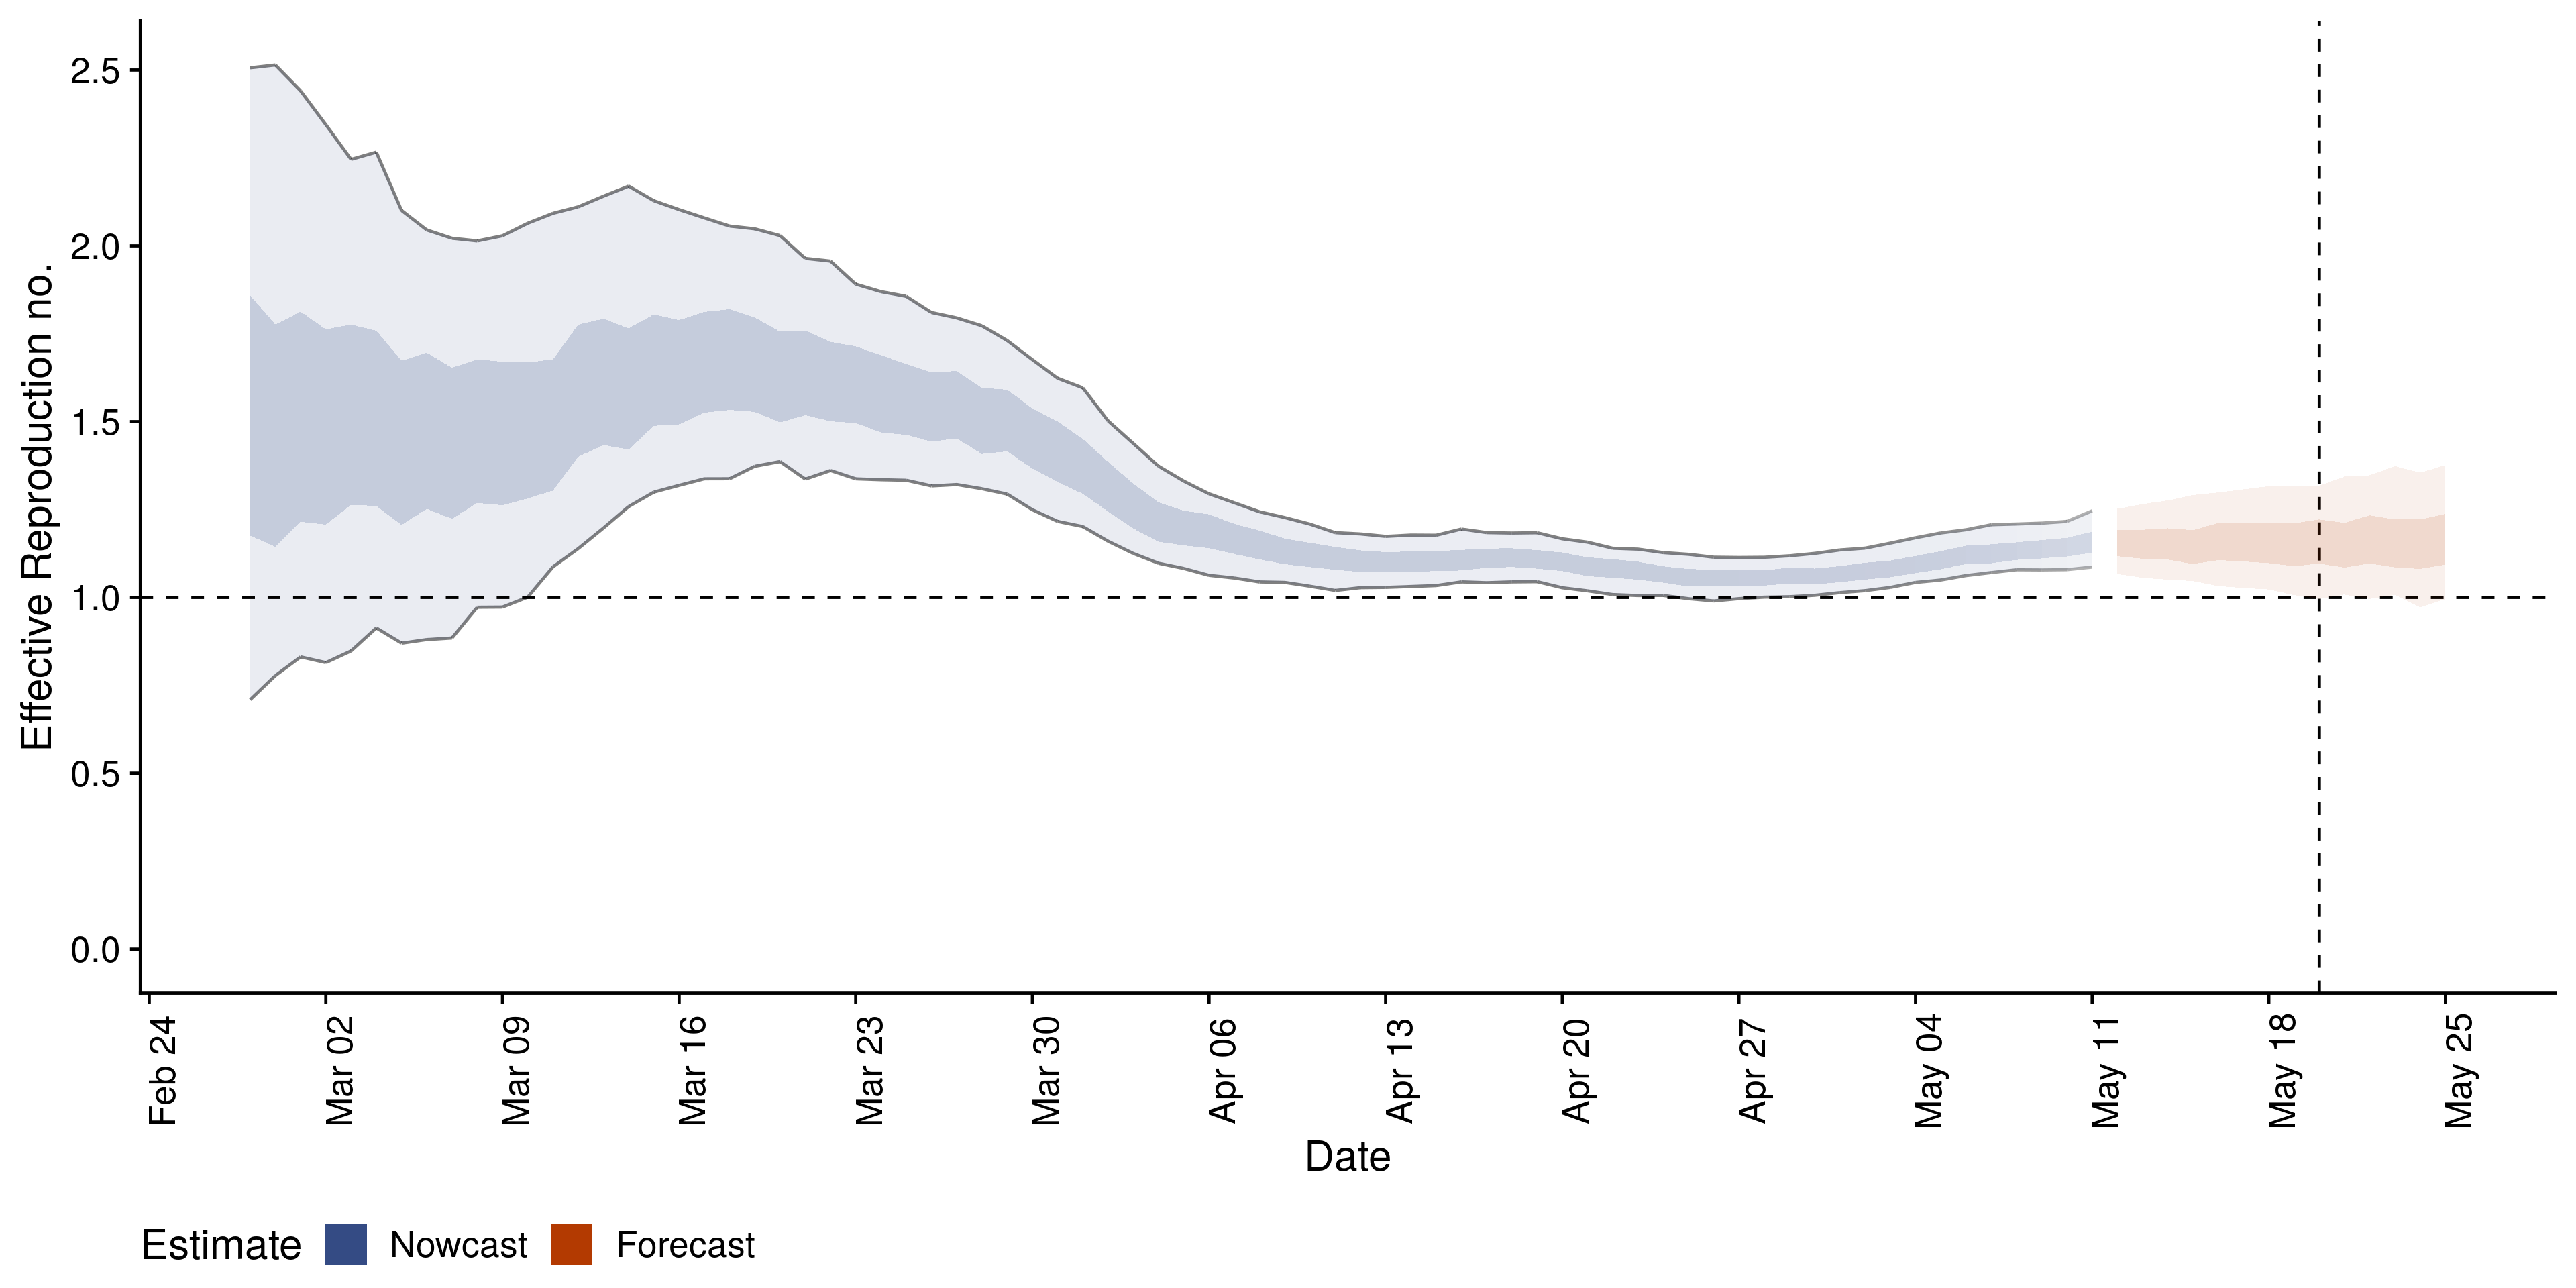 Effective Reproduction no.
2.5
2.0
1.5
1.0
0.5
0.0
Feb 24
Mar 02
Mar 09
Mar 16
Mar 23
Mar 30
Apr 06
Apr 13
Apr 20
Apr 27
May 04
May 11
May 18
May 25
Date
Estimate Nowcast Forecast